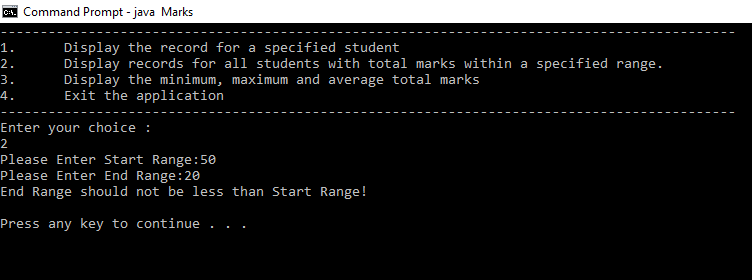 Command Prompt - java Marks
--------------------------------------------------------------------------------------------
1. Display the record for a specified student
2. Display records for all students with total marks within a specified range.
3. Display the minimum, maximum and average total marks
4. Exit the application
--------------------------------------------------------------------------------------------
Enter your choice :
2
Please Enter Start Range:50
Please Enter End Range:20
End Range should not be less than Start Range!
Press any key to continue . . .